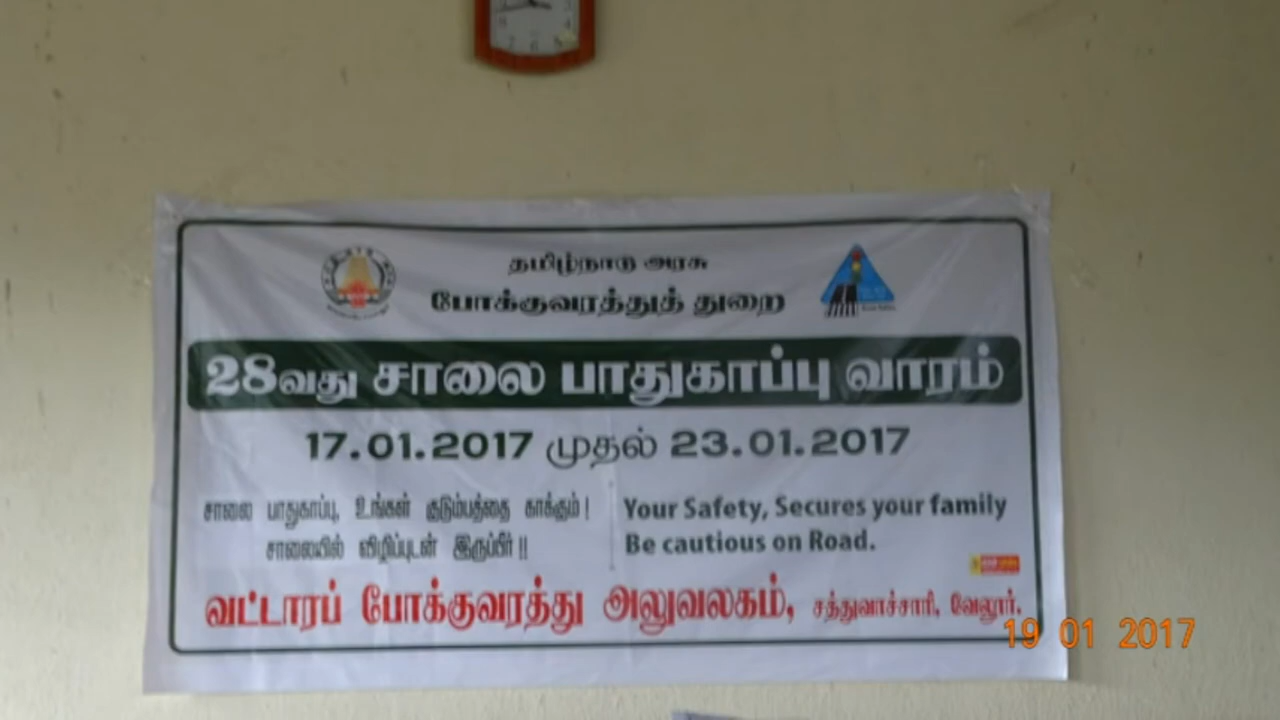 தமிழ்நாடு அரசு
போக்குவரத்துத் துறை
28வது சாலை பாதுகாப்பு வாரம்
17.01.2017 முதல் 23.01.2017
சாலை பாதுகாப்பு, உங்கள் குடும்பத்தை காக்கும்!
சாலையில் விழிப்புடன் இருப்பீர்!!
Your Safety, Secures your family
Be cautious on Road.
வட்டாரப் போக்குவரத்து அலுவலகம், சத்துவாச்சாரி, வேலூர்.
19 01 2017